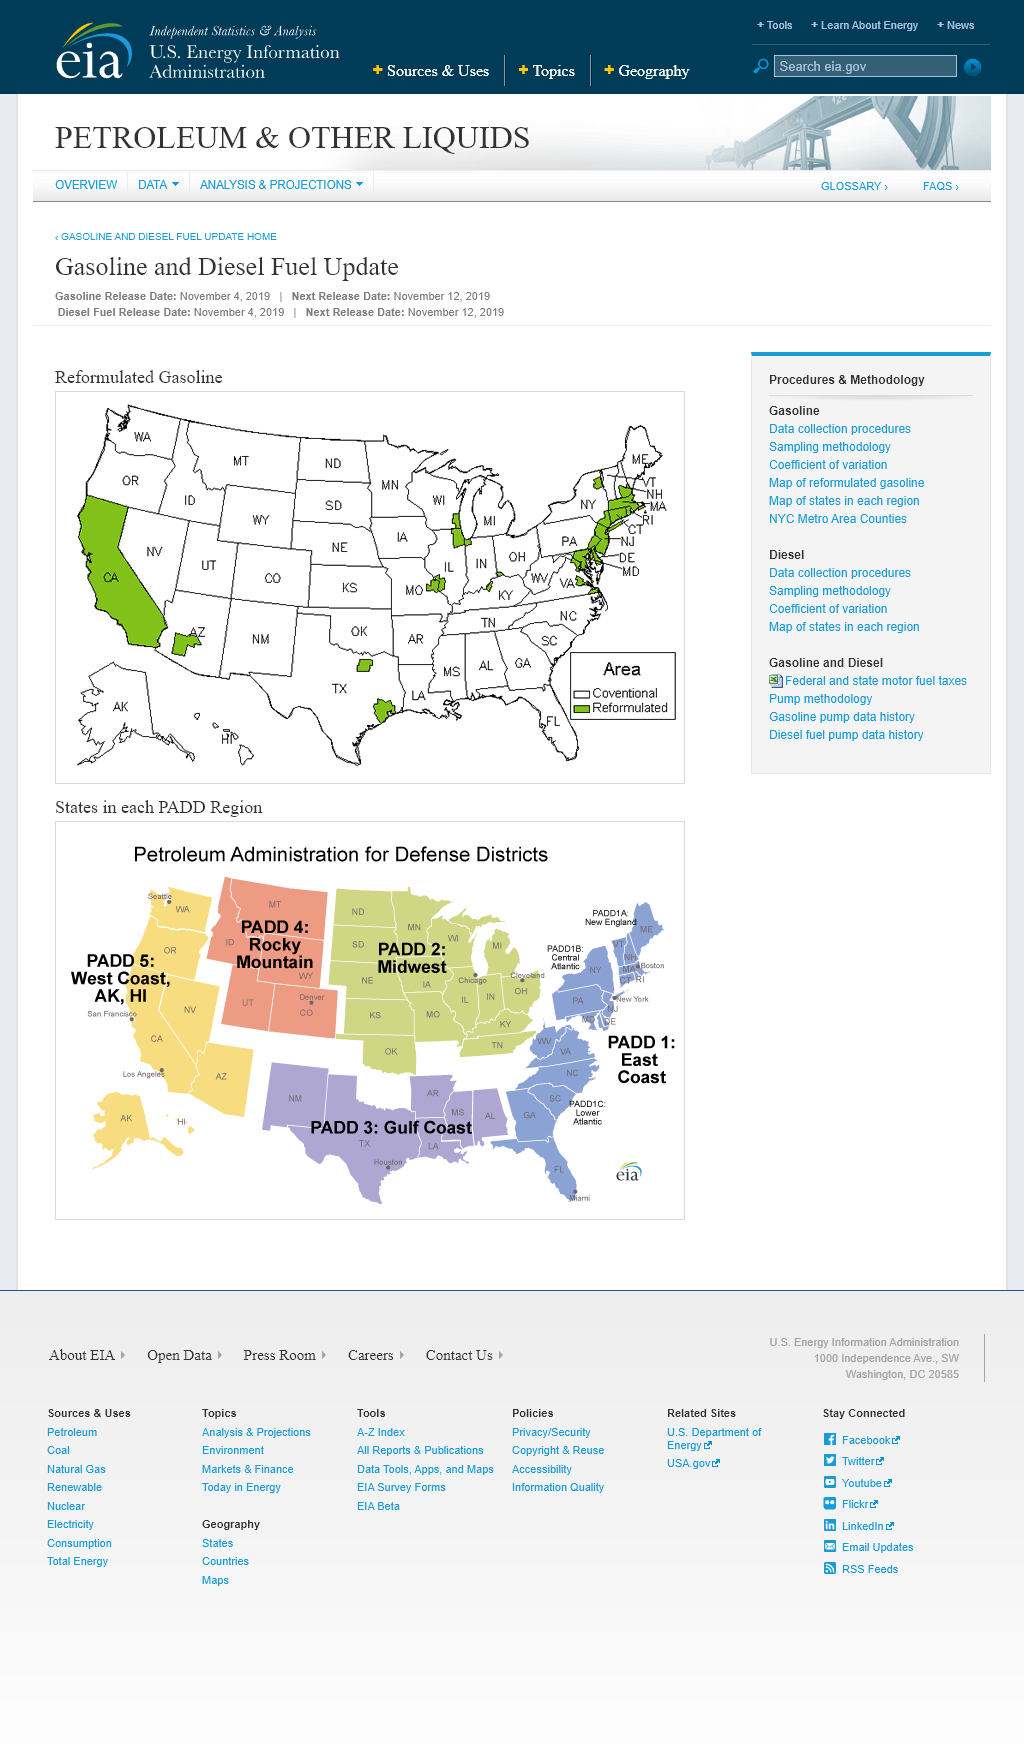 eia
Independent Statistics & Analysis
U.S. Energy Information
Administration
Sources & Uses
Topics
Geography
Tools
Learn About Energy
News
Search eia.gov
PETROLEUM & OTHER LIQUIDS
OVERVIEW
DATA
ANALYSIS & PROJECTIONS
GLOSSARY ›
FAQS ›
‹ GASOLINE AND DIESEL FUEL UPDATE HOME
Gasoline and Diesel Fuel Update
Gasoline Release Date: November 4, 2019 | Next Release Date: November 12, 2019
Diesel Fuel Release Date: November 4, 2019 | Next Release Date: November 12, 2019
Reformulated Gasoline
WA
OR
CA
NV
ID
MT
WY
UT
AZ
CO
NM
ND
SD
NE
KS
OK
TX
MN
IA
MO
AR
LA
WI
IL
MI
IN
OH
KY
TN
MS
AL
GA
FL
SC
NC
VA
WV
PA
NY
ME
VT
NH
MA
RI
CT
NJ
DE
MD
AK
HI
Area
Coventional
Reformulated
States in each PADD Region
Petroleum Administration for Defense Districts
PADD 5:
West Coast,
AK, HI
Seattle
WA
OR
San Francisco
NV
CA
Los Angeles
AZ
AK
HI
PADD 4:
Rocky
Mountain
MT
ID
WY
UT
Denver
CO
PADD 2:
Midwest
ND
SD
NE
KS
OK
MN
IA
MO
WI
Chicago
IL
MI
IN
Cleveland
OH
KY
TN
PADD 3: Gulf Coast
NM
TX
Houston
AR
LA
MS
AL
PADD 1:
East
Coast
PADD1A:
New England
ME
VT
NH
MA
Boston
CT
RI
PADD1B:
Central
Atlantic
NY
New York
PA
NJ
MD
DE
PADD1C:
Lower
Atlantic
WV
VA
NC
SC
GA
FL
Miami
eia
Procedures & Methodology
Gasoline
Data collection procedures
Sampling methodology
Coefficient of variation
Map of reformulated gasoline
Map of states in each region
NYC Metro Area Counties
Diesel
Data collection procedures
Sampling methodology
Coefficient of variation
Map of states in each region
Gasoline and Diesel
Federal and state motor fuel taxes
Pump methodology
Gasoline pump data history
Diesel fuel pump data history
About EIA
Open Data
Press Room
Careers
Contact Us
U.S. Energy Information Administration
1000 Independence Ave., SW
Washington, DC 20585
Sources & Uses
Petroleum
Coal
Natural Gas
Renewable
Nuclear
Electricity
Consumption
Total Energy
Topics
Analysis & Projections
Environment
Markets & Finance
Today in Energy
Geography
States
Countries
Maps
Tools
A-Z Index
All Reports & Publications
Data Tools, Apps, and Maps
EIA Survey Forms
EIA Beta
Policies
Privacy/Security
Copyright & Reuse
Accessibility
Information Quality
Related Sites
U.S. Department of
Energy
USA.gov
Stay Connected
Facebook
Twitter
Youtube
Flickr
LinkedIn
Email Updates
RSS Feeds